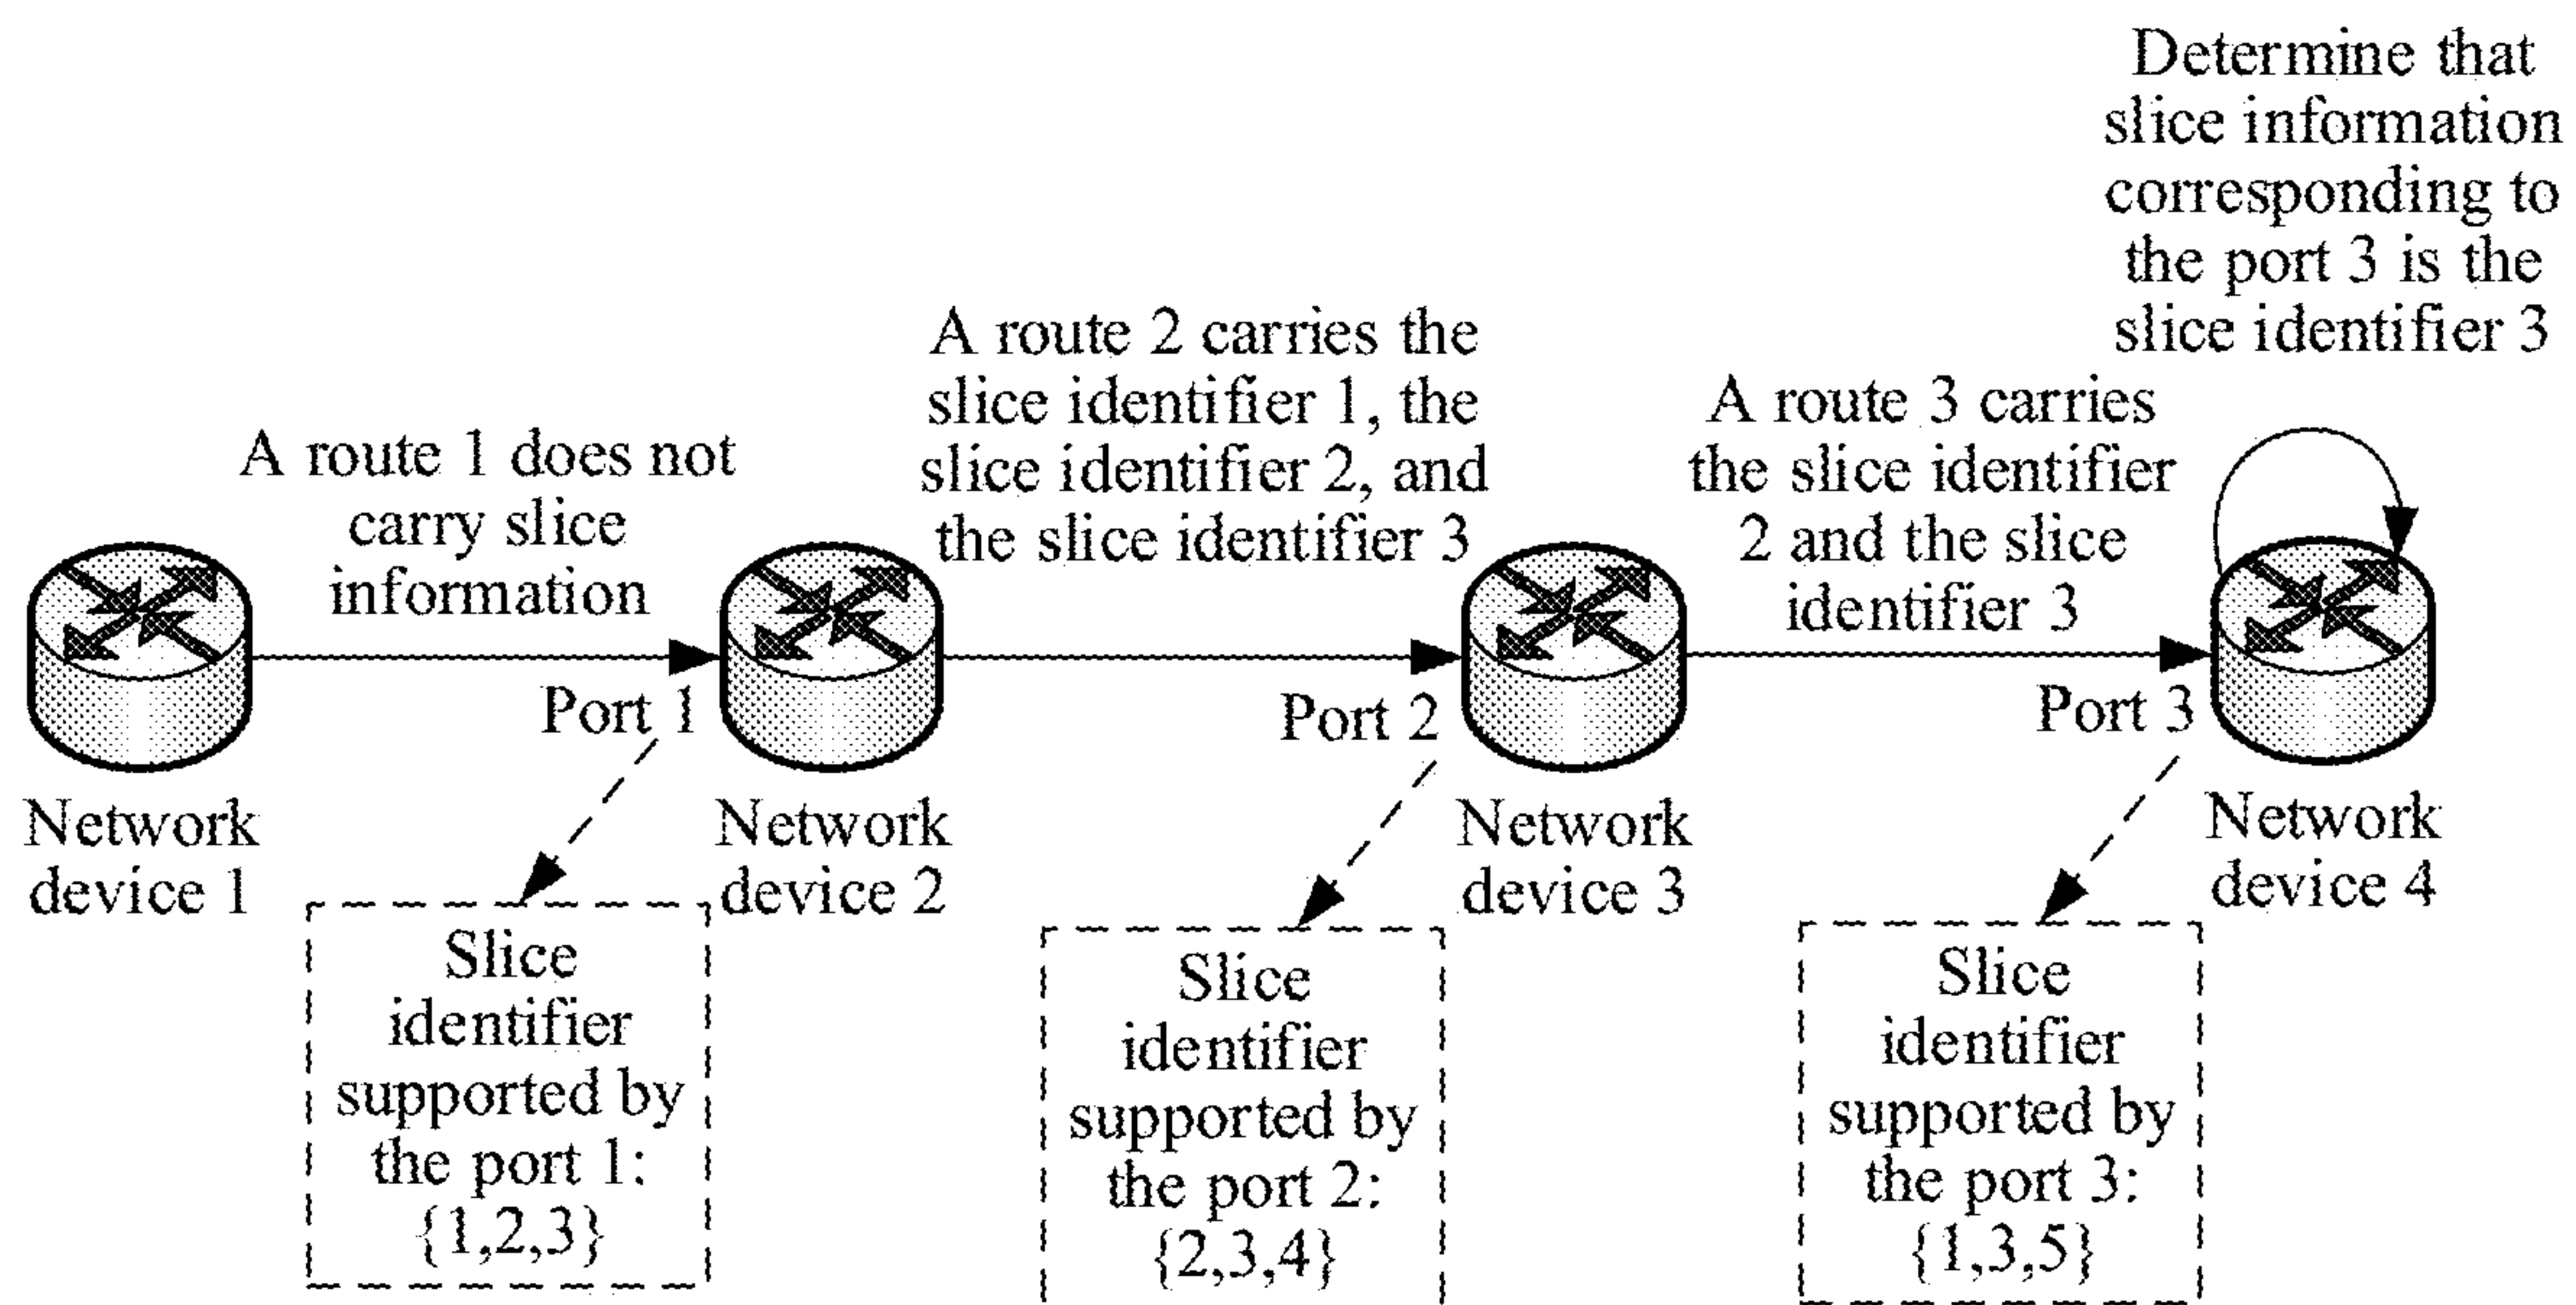 Determine that
slice information
corresponding to
the port 3 is the
slice identifier 3
A route 1 does not
carry slice
information
A route 2 carries the
slice identifier 1, the
slice identifier 2, and
the slice identifier 3
A route 3 carries
the slice identifier
2 and the slice
identifier 3
Port 1
Port 2
Port 3
Network
device 1
Network
device 2
Network
device 3
Network
device 4
Slice
identifier
supported by
the port 1:
{1,2,3}
Slice
identifier
supported by
the port 2:
{2,3,4}
Slice
identifier
supported by
the port 3:
{1,3,5}